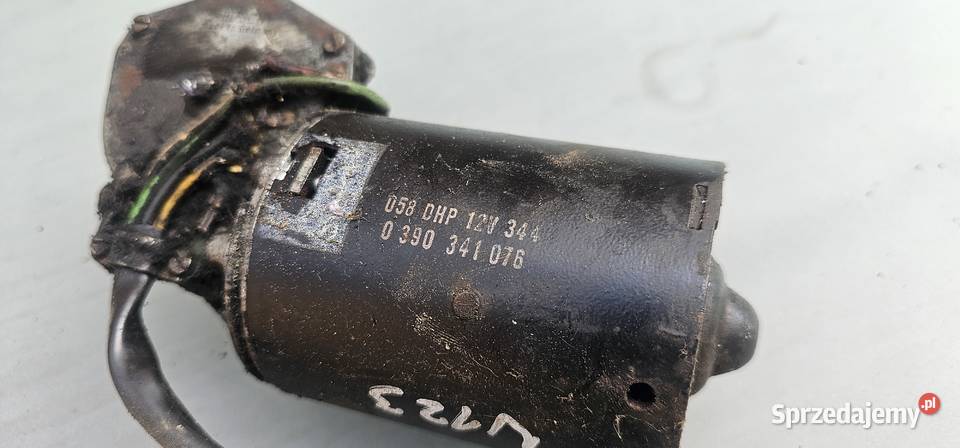 058 DHP 12V 344
0 390 341 076
W123
Sprzedajemy.pl